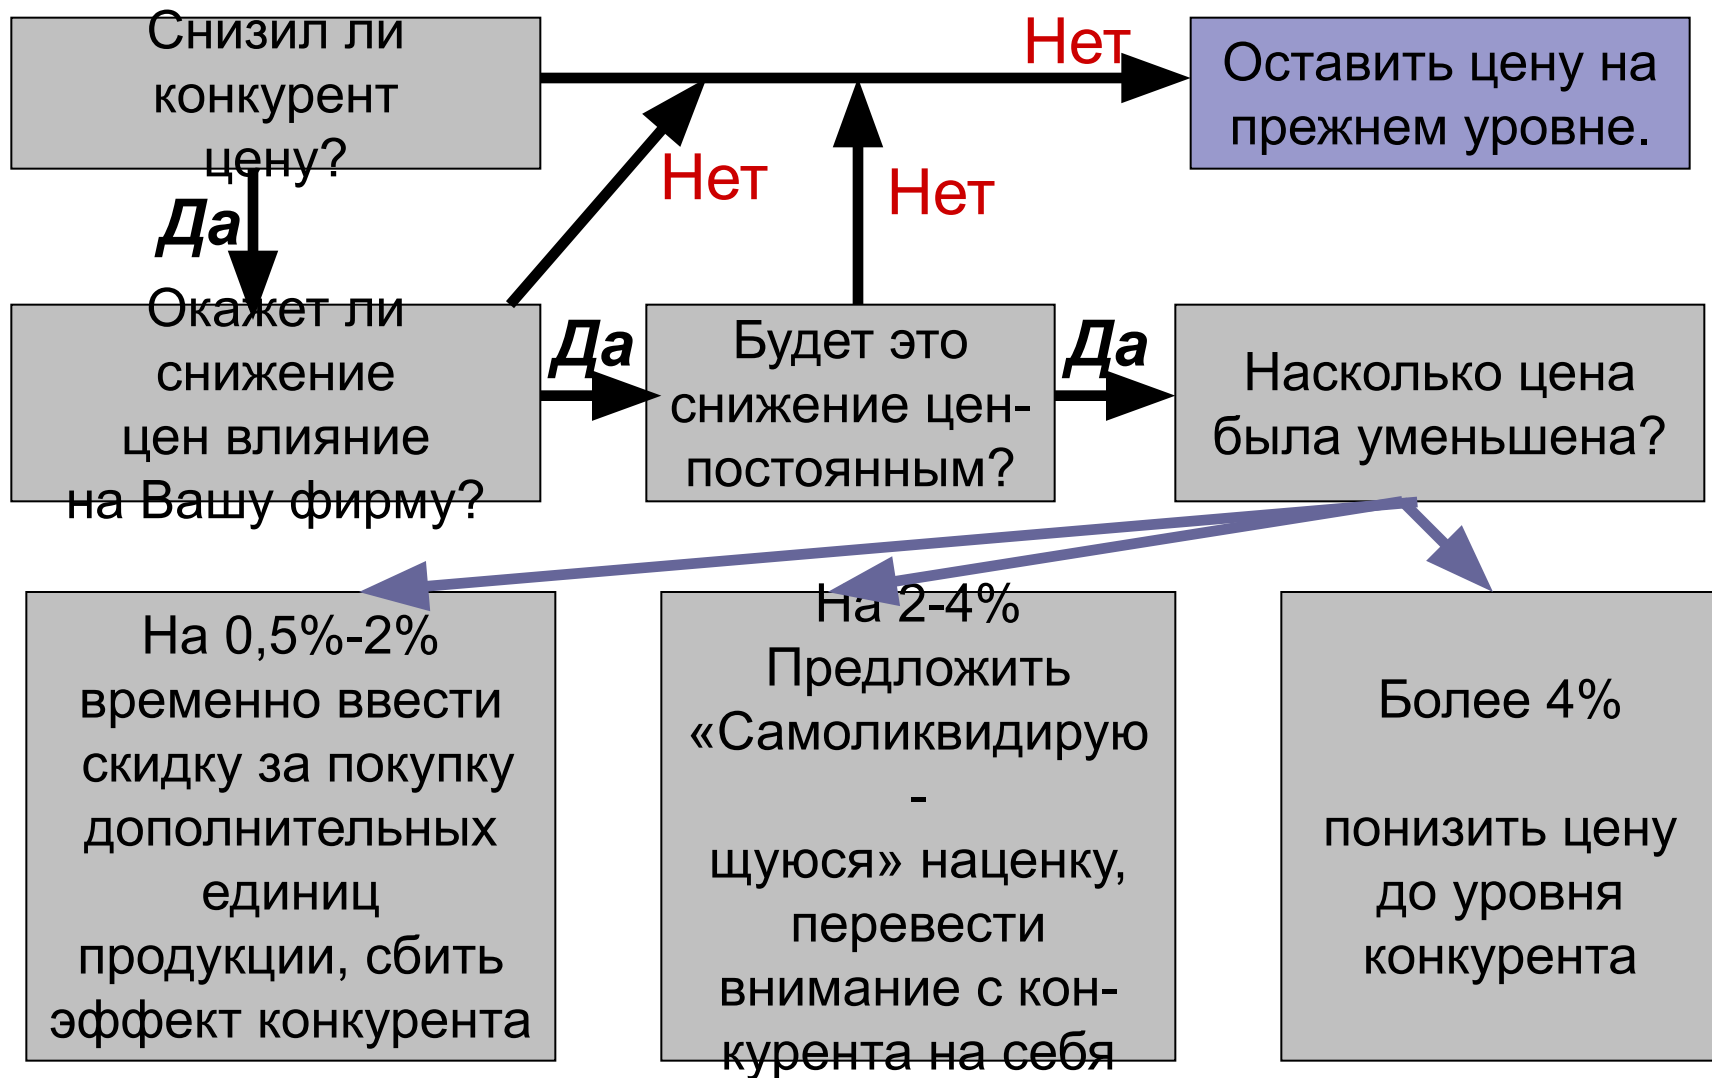 Снизил ли
конкурент
цену?
Нет
Оставить цену на
прежнем уровне.
Да
Нет
Нет
Окажет ли
снижение
цен влияние
на Вашу фирму?
Да
Будет это
снижение цен-
постоянным?
Да
Насколько цена
была уменьшена?
На 0,5%-2%
временно ввести
скидку за покупку
дополнительных
единиц
продукции, сбить
эффект конкурента
На 2-4%
Предложить
«Самоликвидирую
-
щуюся» наценку,
перевести
внимание с кон-
курента на себя
Более 4%
понизить цену
до уровня
конкурента